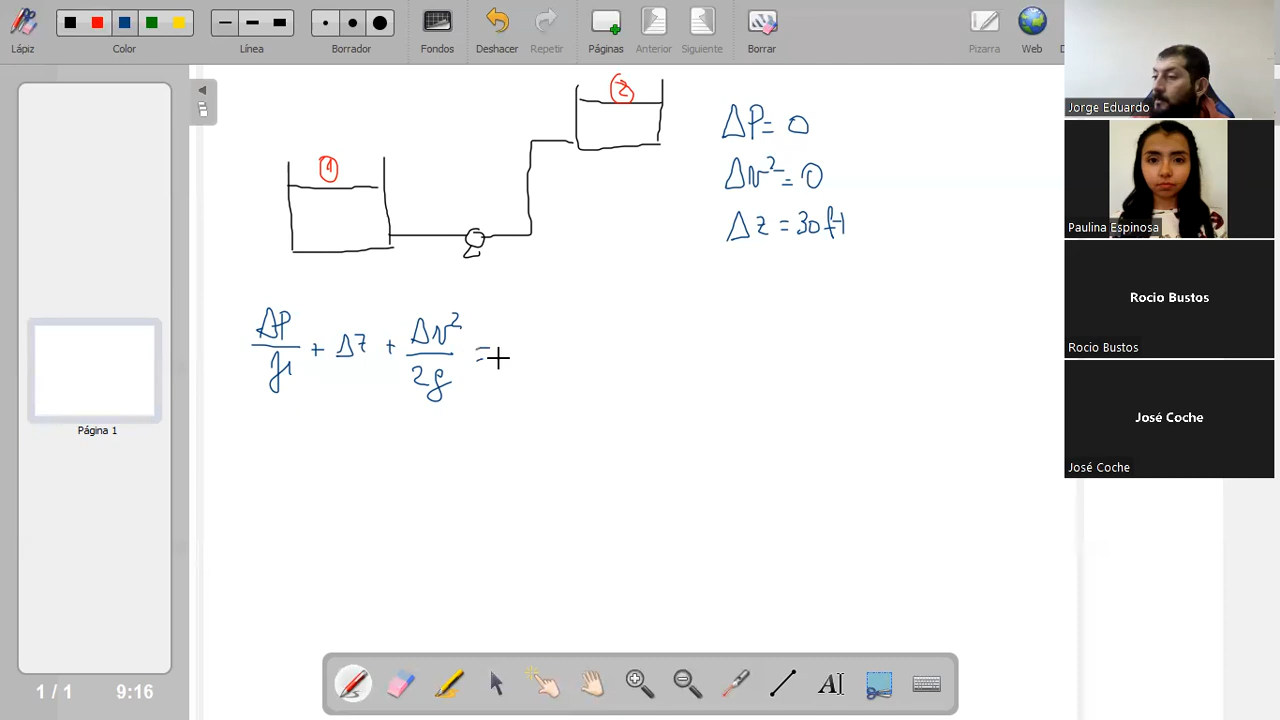 Lápiz
Color
Línea
Borrador
Fondos
Deshacer
Repetir
Páginas
Anterior
Siguiente
Borrar
Pizarra
Web
Jorge Eduardo
Paulina Espinosa
Rocio Bustos
Rocio Bustos
José Coche
José Coche
①
②
ΔP = 0
Δv² = 0
Δz = 30 ft
ΔP/γ + Δz + Δv²/2g =
Página 1
1 / 1 9:16